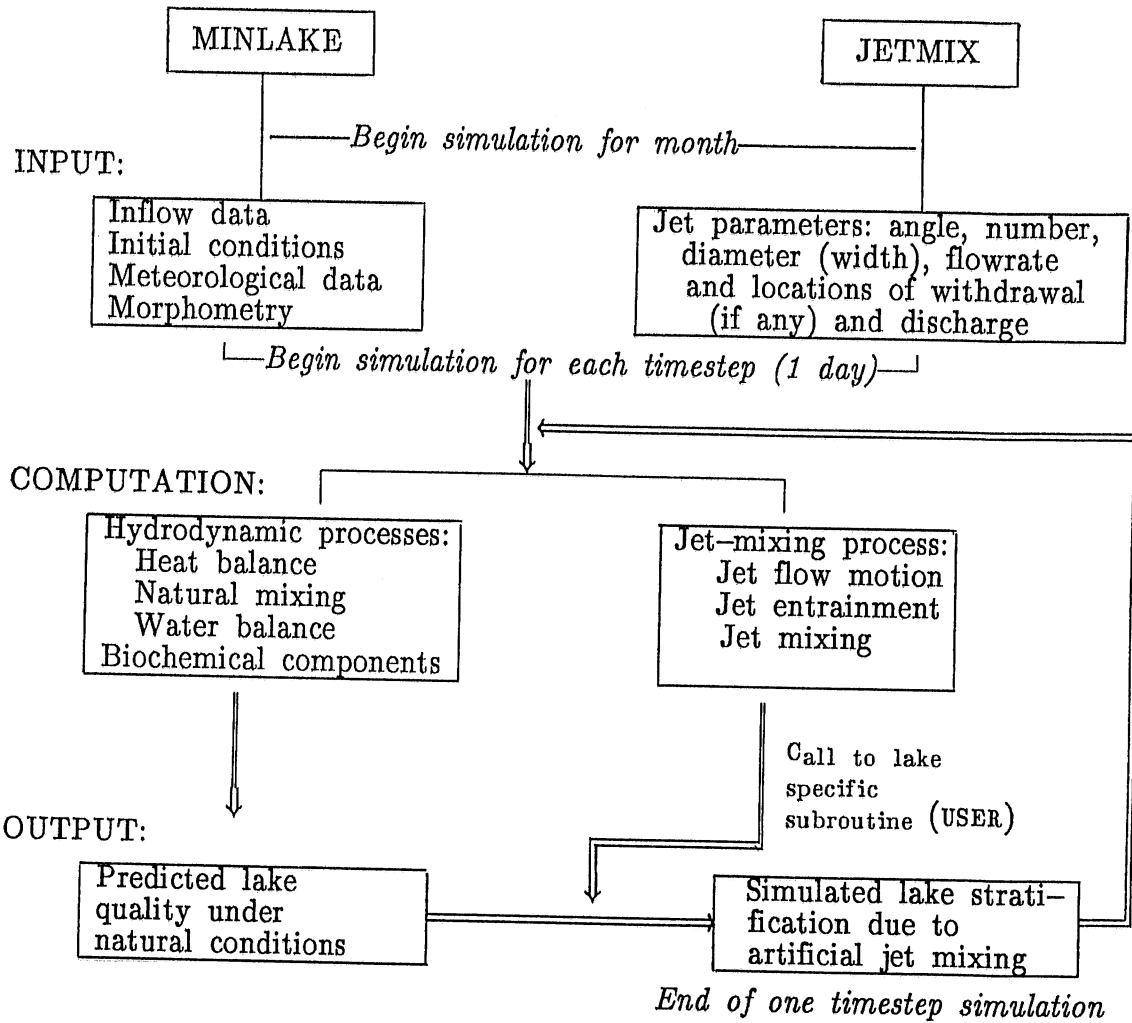 MINLAKE
JETMIX
Begin simulation for month
INPUT:
Inflow data
Initial conditions
Meteorological data
Morphometry
Jet parameters: angle, number,
diameter (width), flowrate
and locations of withdrawal
(if any) and discharge
Begin simulation for each timestep (1 day)
COMPUTATION:
Hydrodynamic processes:
Heat balance
Natural mixing
Water balance
Biochemical components
Jet-mixing process:
Jet flow motion
Jet entrainment
Jet mixing
Call to lake
specific
subroutine (USER)
OUTPUT:
Predicted lake
quality under
natural conditions
Simulated lake strati-
fication due to
artificial jet mixing
End of one timestep simulation